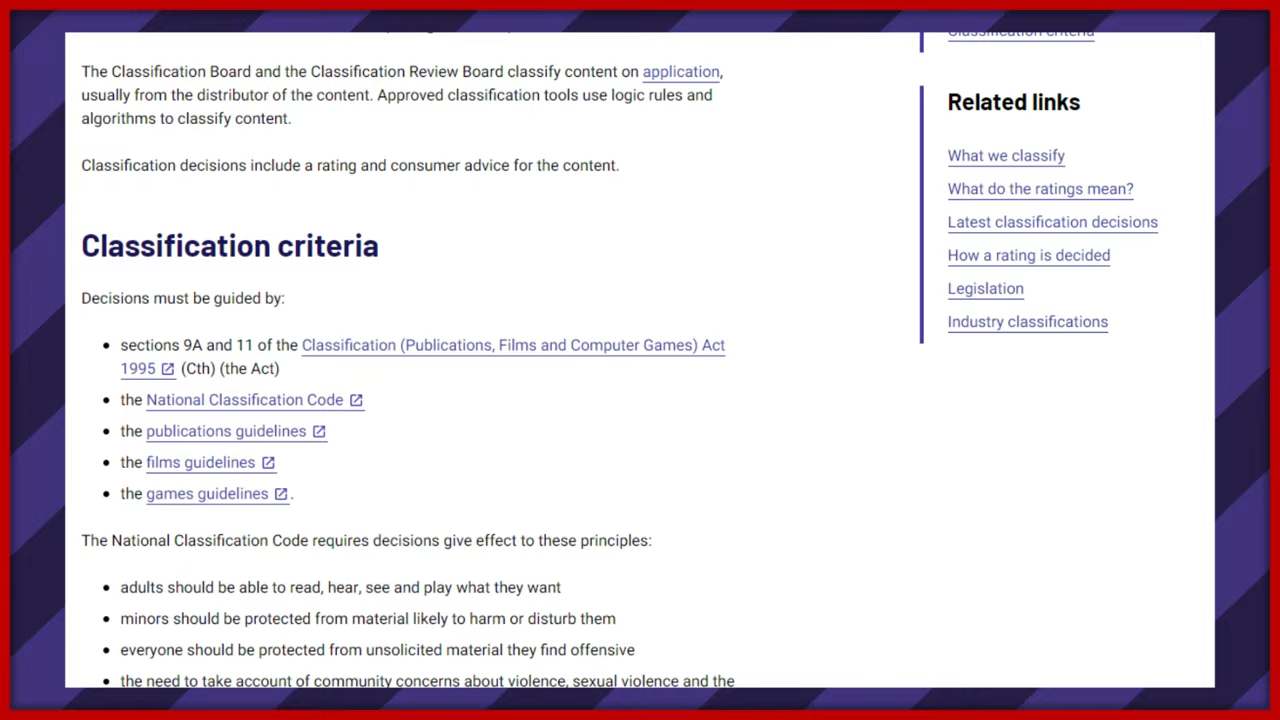 The Classification Board and the Classification Review Board classify content on application,
usually from the distributor of the content. Approved classification tools use logic rules and
algorithms to classify content.
Classification decisions include a rating and consumer advice for the content.
Classification criteria
Decisions must be guided by:
• sections 9A and 11 of the Classification (Publications, Films and Computer Games) Act
1995 (Cth) (the Act)
• the National Classification Code
• the publications guidelines
• the films guidelines
• the games guidelines.
The National Classification Code requires decisions give effect to these principles:
• adults should be able to read, hear, see and play what they want
• minors should be protected from material likely to harm or disturb them
• everyone should be protected from unsolicited material they find offensive
• the need to take account of community concerns about violence, sexual violence and the
Classification criteria
Related links
What we classify
What do the ratings mean?
Latest classification decisions
How a rating is decided
Legislation
Industry classifications